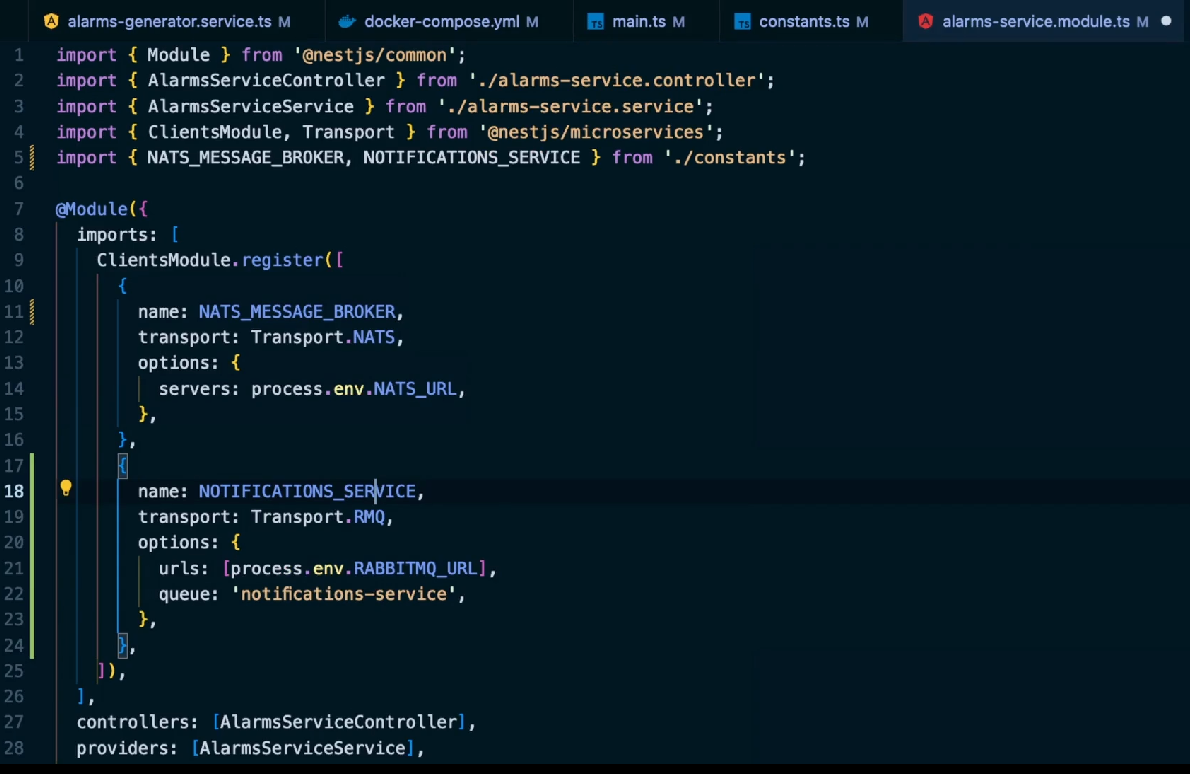 alarms-generator.service.ts M docker-compose.yml M TS main.ts M TS constants.ts M alarms-service.module.ts M
1 import { Module } from '@nestjs/common';
2 import { AlarmsServiceController } from './alarms-service.controller';
3 import { AlarmsServiceService } from './alarms-service.service';
4 import { ClientsModule, Transport } from '@nestjs/microservices';
5 import { NATS_MESSAGE_BROKER, NOTIFICATIONS_SERVICE } from './constants';
6
7 @Module({
8 imports: [
9 ClientsModule.register([
10 {
11 name: NATS_MESSAGE_BROKER,
12 transport: Transport.NATS,
13 options: {
14 servers: process.env.NATS_URL,
15 },
16 },
17 {
18 name: NOTIFICATIONS_SERVICE,
19 transport: Transport.RMQ,
20 options: {
21 urls: [process.env.RABBITMQ_URL],
22 queue: 'notifications-service',
23 },
24 },
25 ]),
26 ],
27 controllers: [AlarmsServiceController],
28 providers: [AlarmsServiceService],